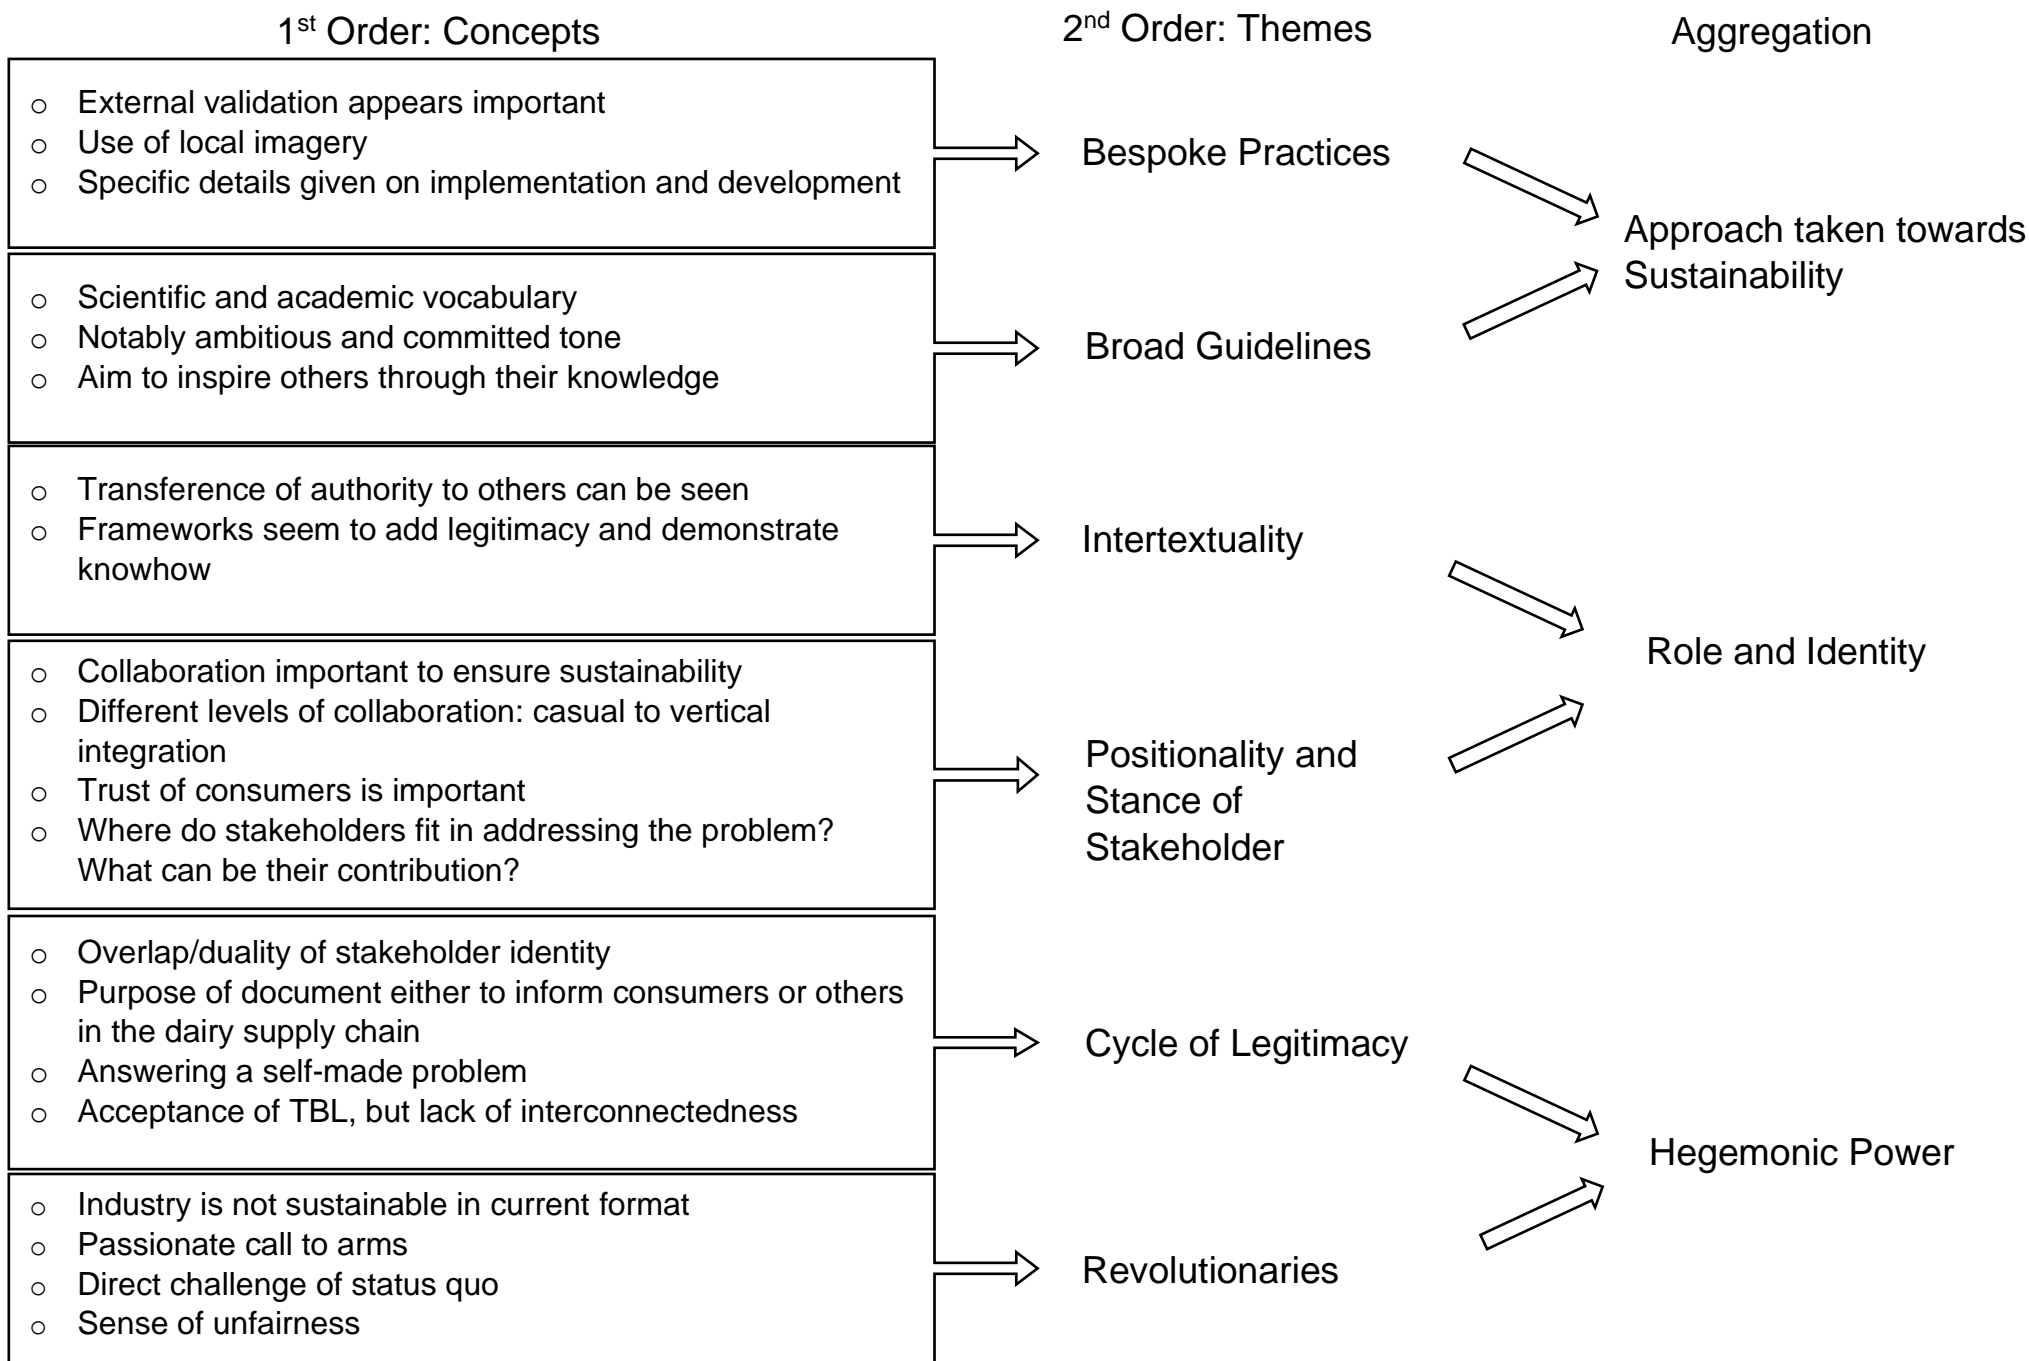 1st Order: Concepts
2nd Order: Themes
Aggregation
o External validation appears important
o Use of local imagery
o Specific details given on implementation and development
Bespoke Practices
Approach taken towards
Sustainability
o Scientific and academic vocabulary
o Notably ambitious and committed tone
o Aim to inspire others through their knowledge
Broad Guidelines
o Transference of authority to others can be seen
o Frameworks seem to add legitimacy and demonstrate
knowhow
Intertextuality
Role and Identity
o Collaboration important to ensure sustainability
o Different levels of collaboration: casual to vertical
integration
o Trust of consumers is important
o Where do stakeholders fit in addressing the problem?
What can be their contribution?
Positionality and
Stance of
Stakeholder
o Overlap/duality of stakeholder identity
o Purpose of document either to inform consumers or others
in the dairy supply chain
o Answering a self-made problem
o Acceptance of TBL, but lack of interconnectedness
Cycle of Legitimacy
Hegemonic Power
o Industry is not sustainable in current format
o Passionate call to arms
o Direct challenge of status quo
o Sense of unfairness
Revolutionaries